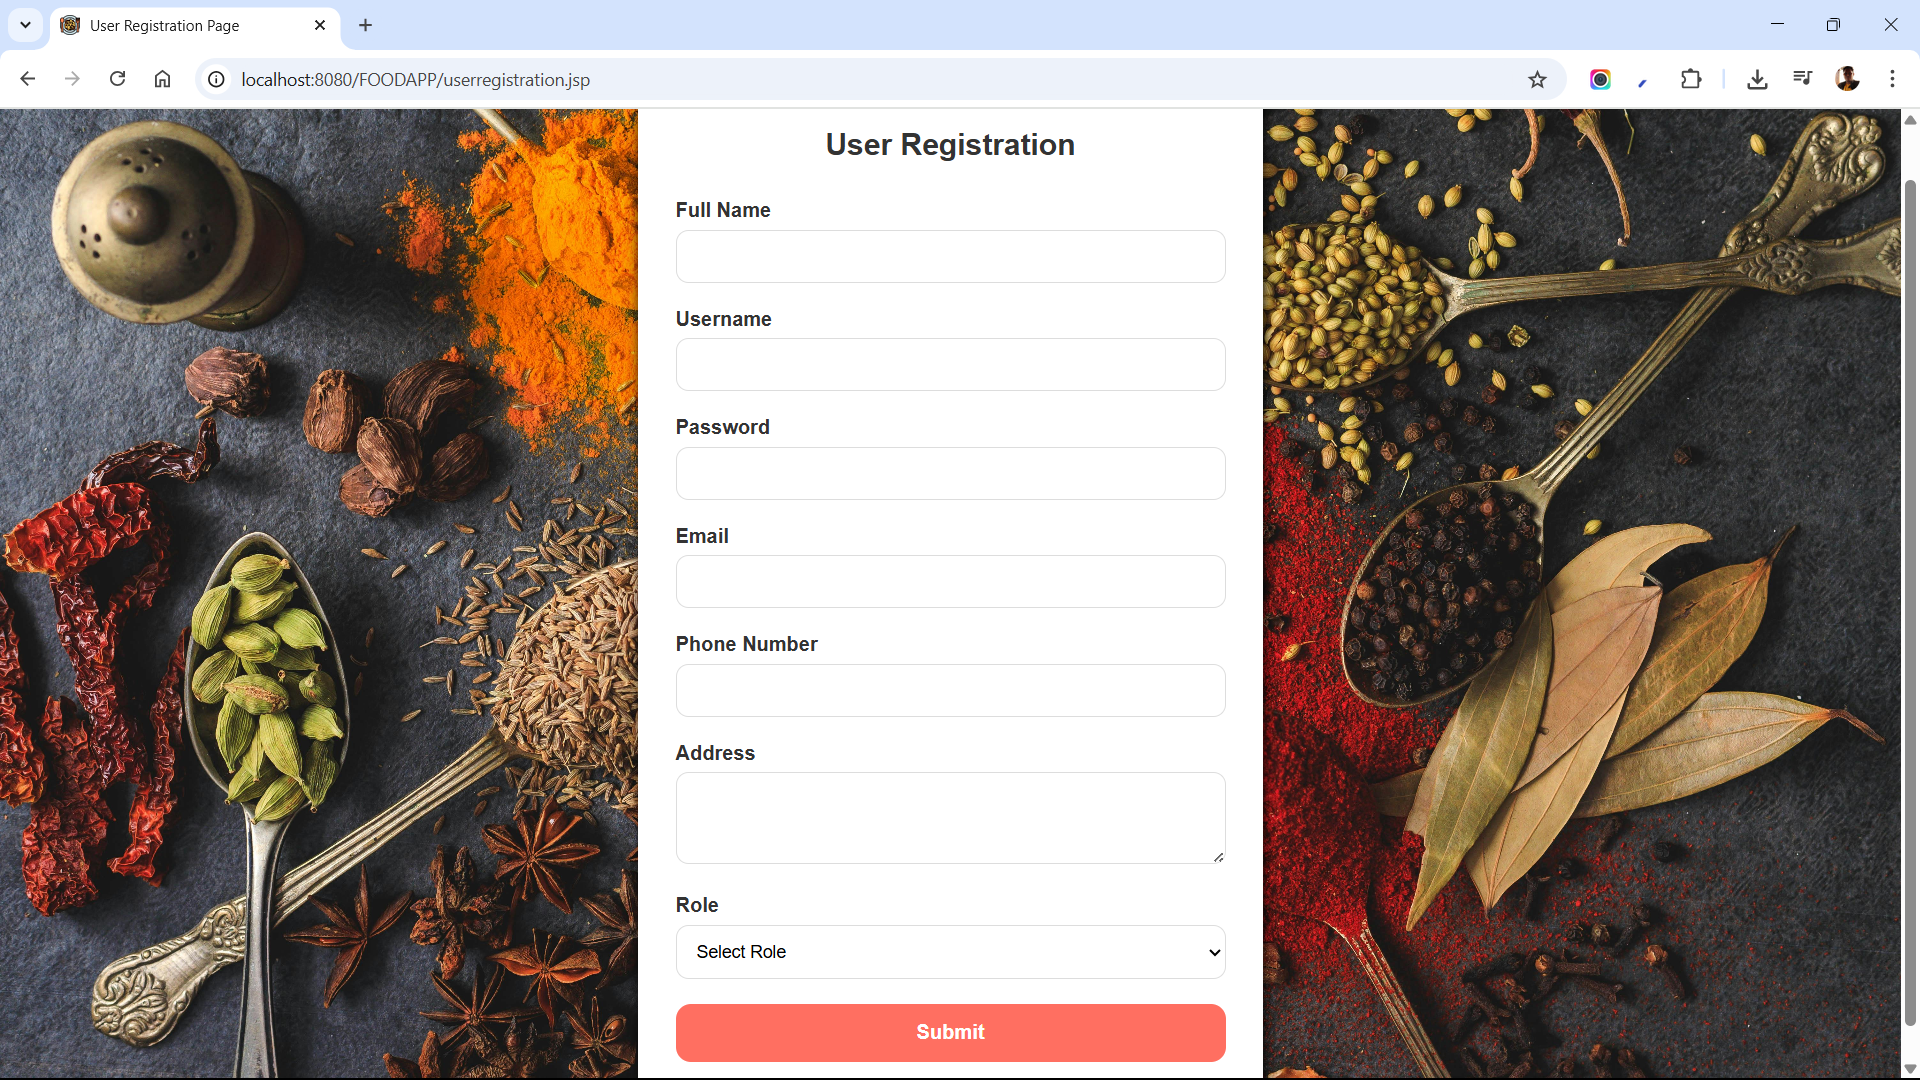 User Registration Page
localhost:8080/FOODAPP/userregistration.jsp
User Registration
Full Name
Username
Password
Email
Phone Number
Address
Role
Select Role
Submit